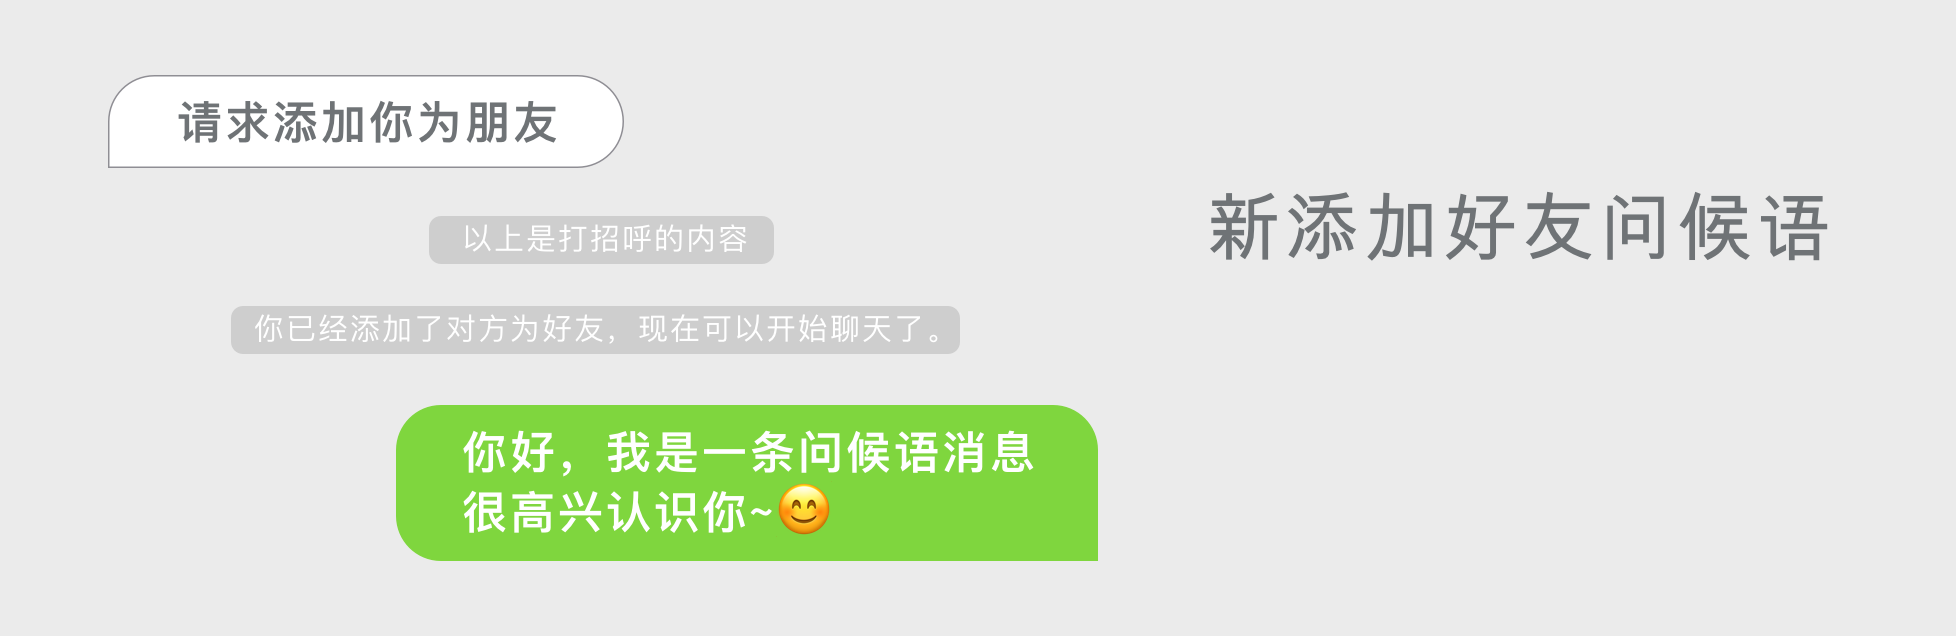 请求添加你为朋友
以上是打招呼的内容
你已经添加了对方为好友，现在可以开始聊天了。
你好，我是一条问候语消息
很高兴认识你~😊
新添加好友问候语